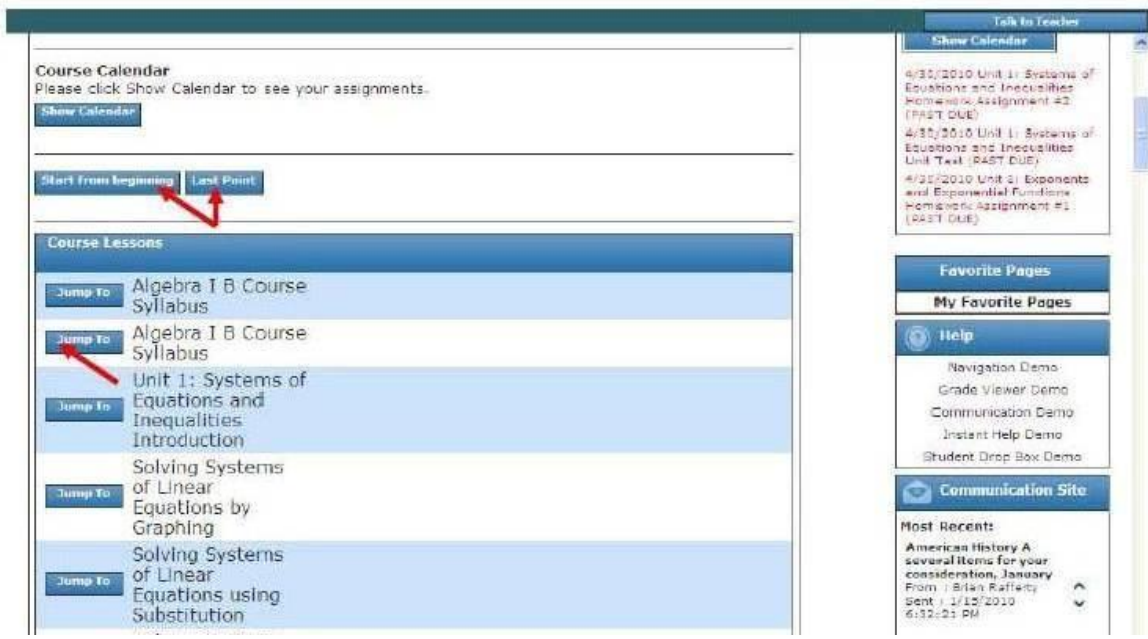 Talk to Teacher
Course Calendar
Please click Show Calendar to see your assignments.
Show Calendar
Start from beginning
Last Point
Course Lessons
Jump To
Algebra I B Course
Syllabus
Jump To
Algebra I B Course
Syllabus
Jump To
Unit 1: Systems of
Equations and
Inequalities
Introduction
Jump To
Solving Systems
of Linear
Equations by
Graphing
Jump To
Solving Systems
of Linear
Equations using
Substitution
Show Calendar
4/30/2010 Unit 1: Systems of
Equations and Inequalities
Homework Assignment #2
(PAST DUE)
4/30/2010 Unit 1: Systems of
Equations and Inequalities
Unit Test (PAST DUE)
4/30/2010 Unit 2: Exponents
and Exponential Functions
Homework Assignment #1
(PAST DUE)
Favorite Pages
My Favorite Pages
Help
Navigation Demo
Grade Viewer Demo
Communication Demo
Instant Help Demo
Student Drop Box Demo
Communication Site
Most Recent:
American History A
several items for your
consideration, January
From : Brian Rafferty
Sent : 1/15/2010
6:32:21 PM